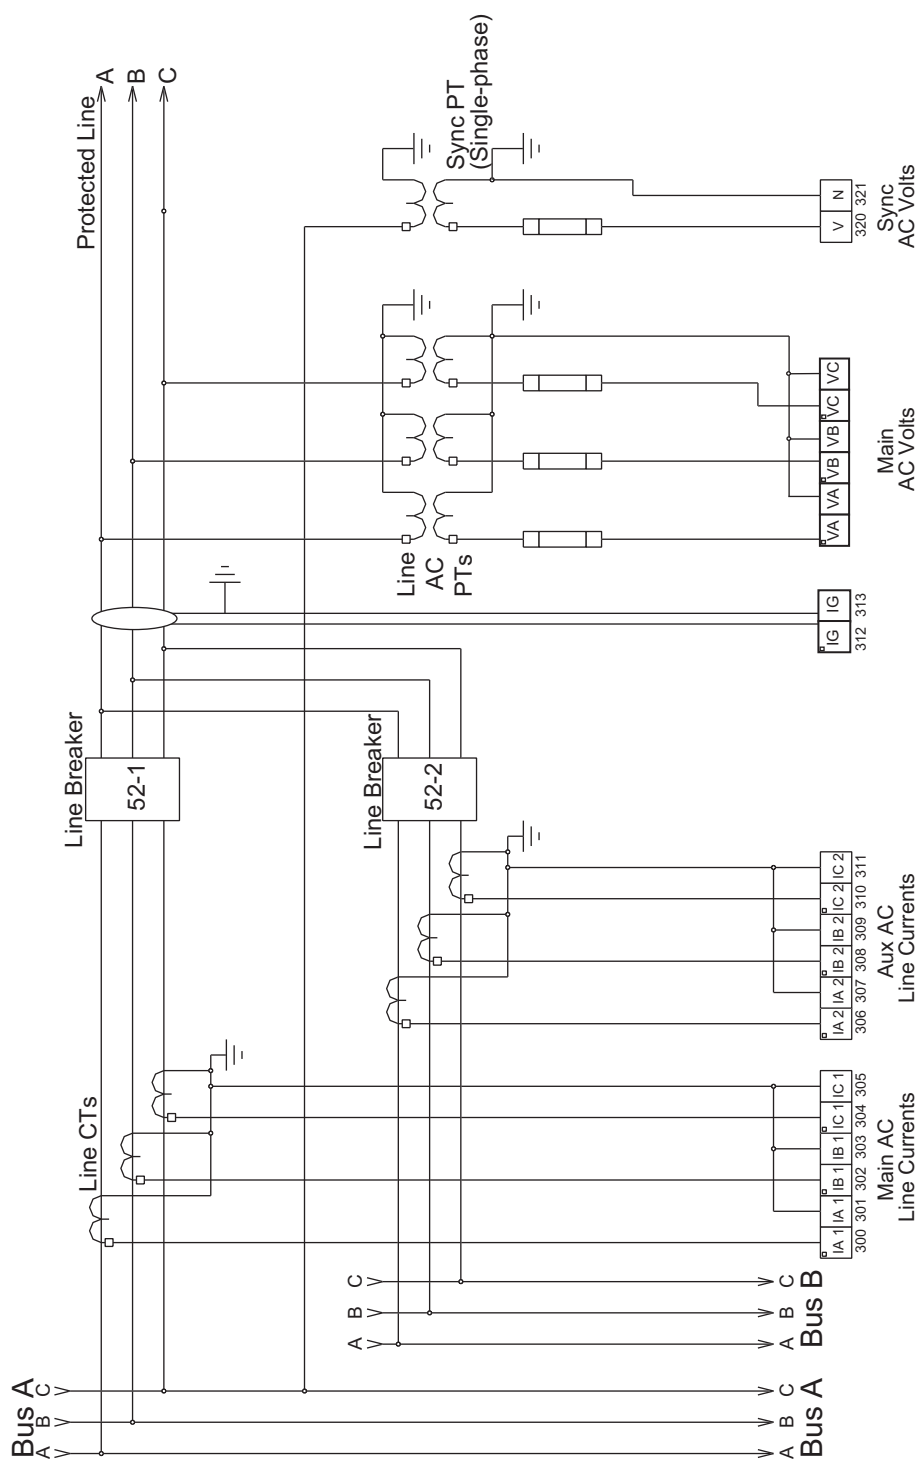 Protected Line
A
B
C
Sync PT
(Single-phase)
V
N
320
321
Sync
AC Volts
Line
AC
PTs
VA
VA
VB
VB
VC
VC
Main
AC Volts
IG
IG
312
313
Line Breaker
52-1
Line Breaker
52-2
IA 2
IA 2
IB 2
IB 2
IC 2
IC 2
306
307
308
309
310
311
Aux AC
Line Currents
Line CTs
IA 1
IA 1
IB 1
IB 1
IC 1
IC 1
300
301
302
303
304
305
Main AC
Line Currents
A
B
C
A
B
C
Bus B
Bus A
A
B
C
A
B
C
Bus A